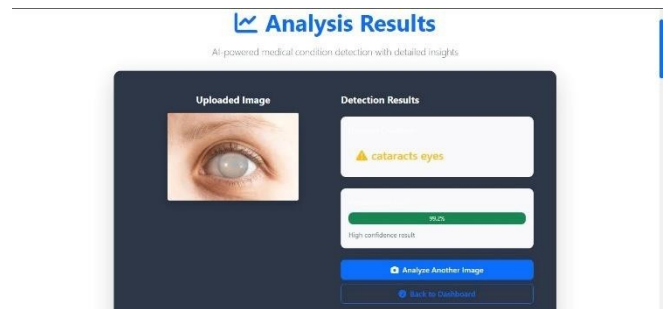 Analysis Results
AI-powered medical condition detection with detailed insights
Uploaded Image
Detection Results
cataracts eyes
99.2%
High confidence result
Analyze Another Image
Back to Dashboard